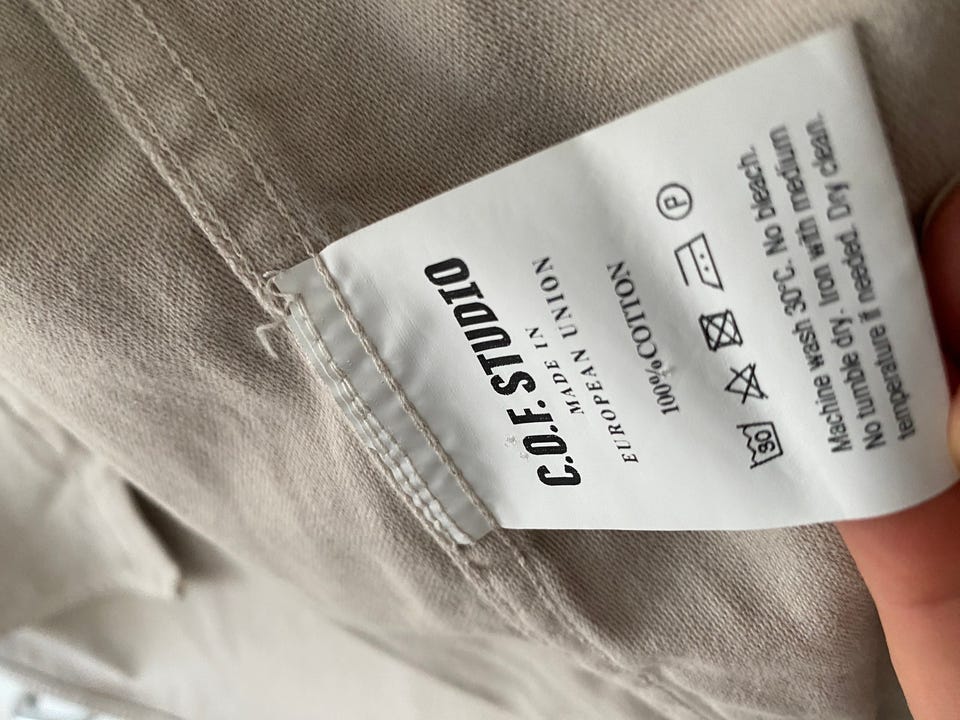 C.O.F. STUDIO
MADE IN
EUROPEAN UNION
100%COTTON
30 P
Machine wash 30°C. No bleach.
No tumble dry. Iron with medium
temperature if needed. Dry clean.